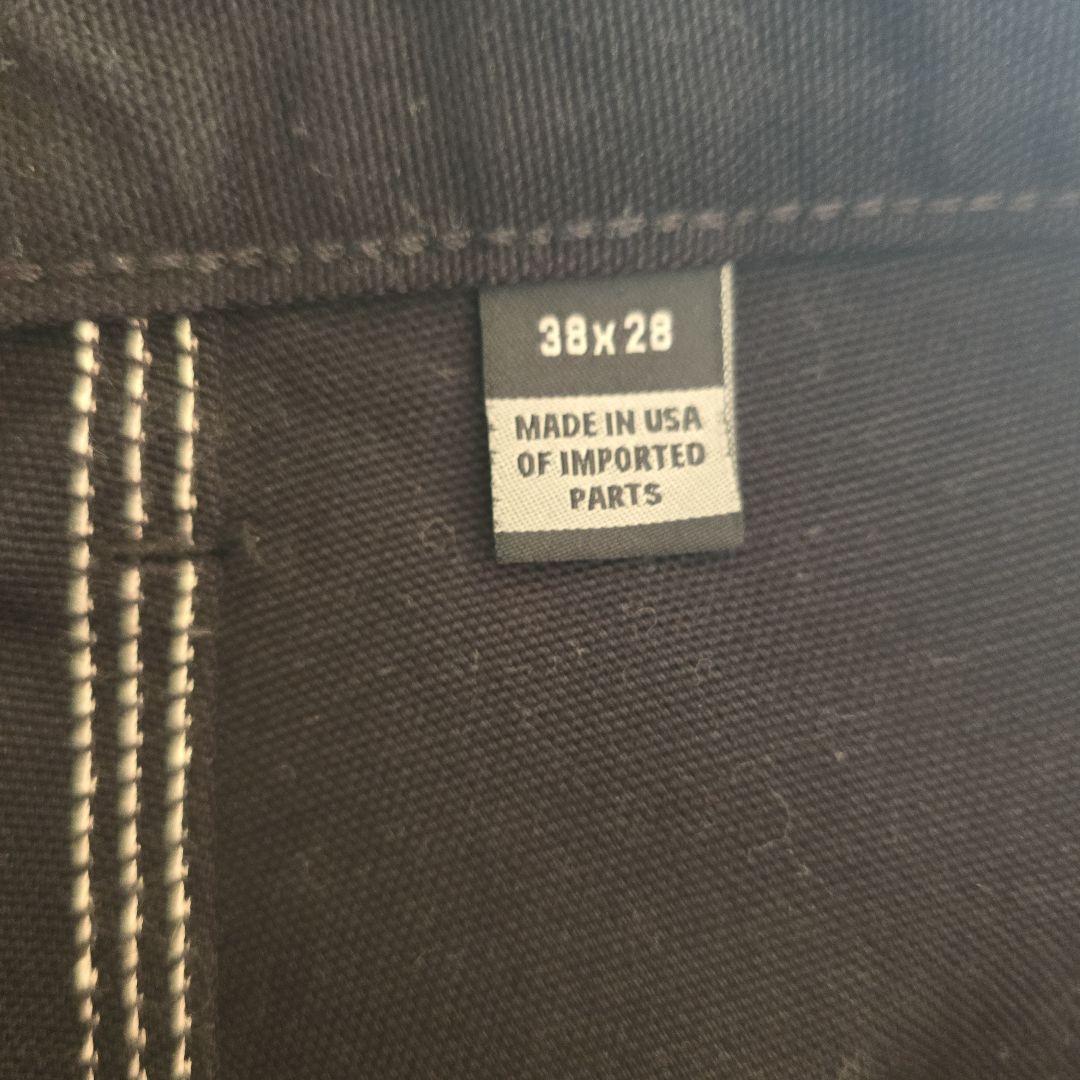 38x28
MADE IN USA
OF IMPORTED
PARTS